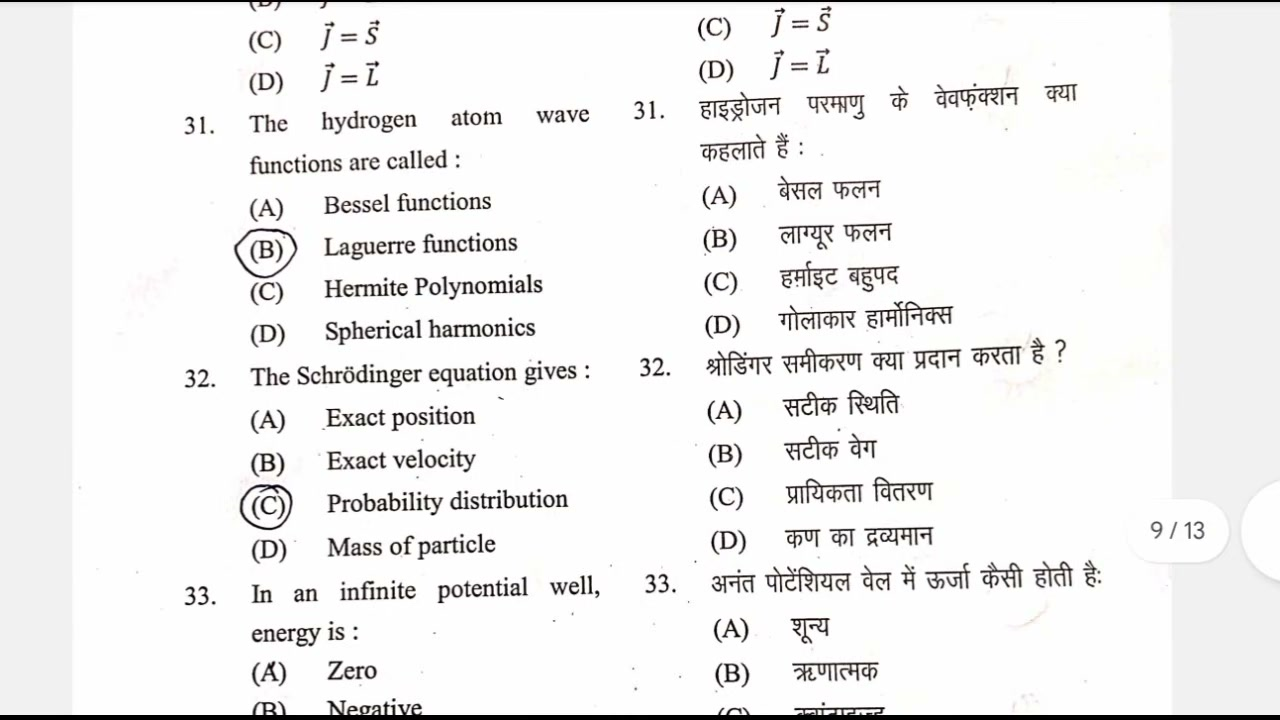 (C) J⃗ = S⃗
(D) J⃗ = L⃗
31. The hydrogen atom wave
functions are called :
(A) Bessel functions
(B) Laguerre functions
(C) Hermite Polynomials
(D) Spherical harmonics
32. The Schrödinger equation gives :
(A) Exact position
(B) Exact velocity
(C) Probability distribution
(D) Mass of particle
33. In an infinite potential well,
energy is :
(A) Zero
(B) Negative
(C) J⃗ = S⃗
(D) J⃗ = L⃗
31. हाइड्रोजन परमाणु के वेवफ़ंक्शन क्या
कहलाते हैं :
(A) बेसल फलन
(B) लाग्यूर फलन
(C) हर्माइट बहुपद
(D) गोलाकार हार्मोनिक्स
32. श्रोडिंगर समीकरण क्या प्रदान करता है ?
(A) सटीक स्थिति
(B) सटीक वेग
(C) प्रायिकता वितरण
(D) कण का द्रव्यमान
33. अनंत पोटेंशियल वेल में ऊर्जा कैसी होती है:
(A) शून्य
(B) ऋणात्मक
9 / 13